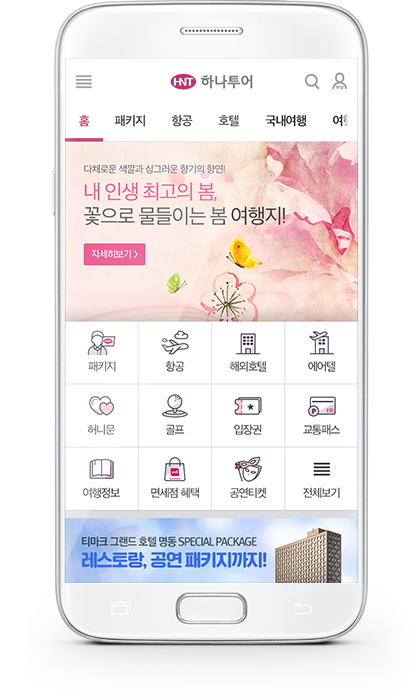 HNT 하나투어
홈 패키지 항공 호텔 국내여행
다채로운 색깔과 싱그러운 향기의 향연!
내 인생 최고의 봄,
꽃으로 물들이는 봄 여행지!
자세히보기 >
패키지 항공 해외호텔 에어텔
허니문 골프 입장권 교통패스
여행정보 면세점 혜택 공연티켓 전체보기
티마크 그랜드 호텔 명동 SPECIAL PACKAGE
레스토랑, 공연 패키지까지!